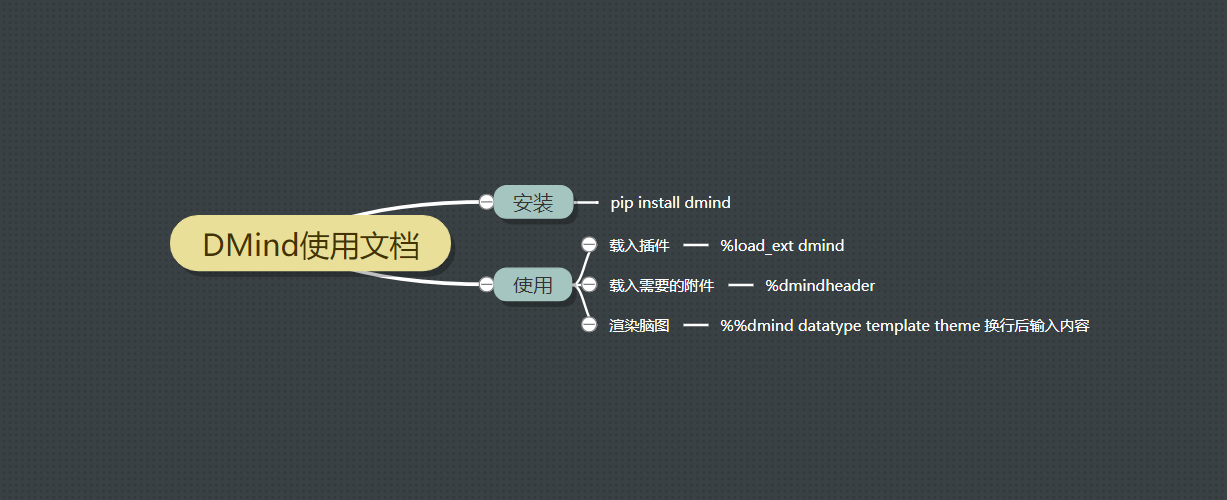 DMind使用文档
安装
pip install dmind
使用
载入插件
%load_ext dmind
载入需要的附件
%dmindheader
渲染脑图
%%dmind datatype template theme 换行后输入内容